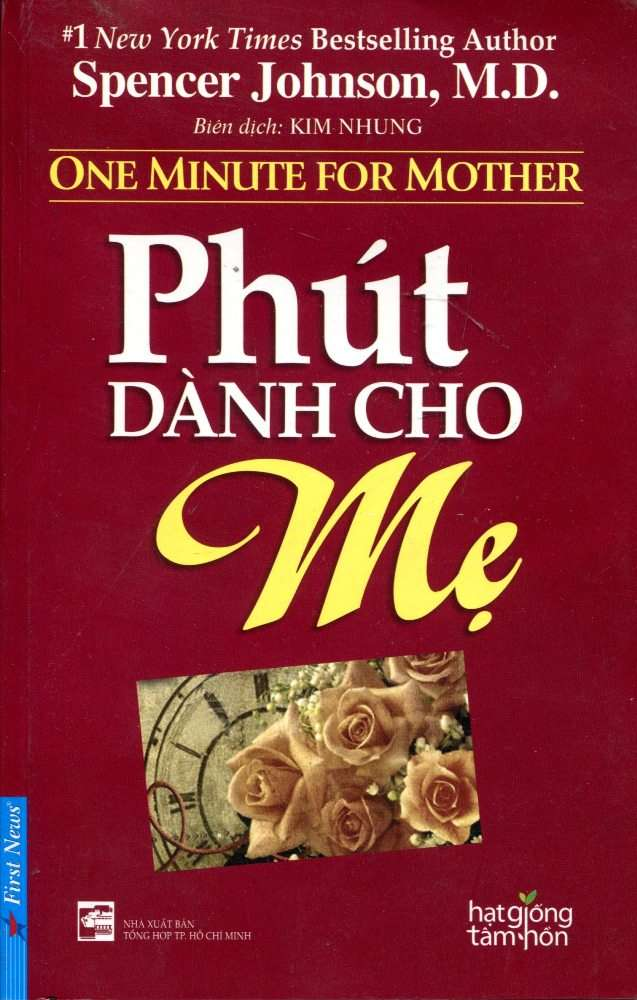 #1 New York Times Bestselling Author
Spencer Johnson, M.D.
Biên dịch: KIM NHUNG
ONE MINUTE FOR MOTHER
Phút
DÀNH CHO
Mẹ
First News®
NHÀ XUẤT BẢN
TỔNG HỢP TP. HỒ CHÍ MINH
hạt giống
tâm hồn